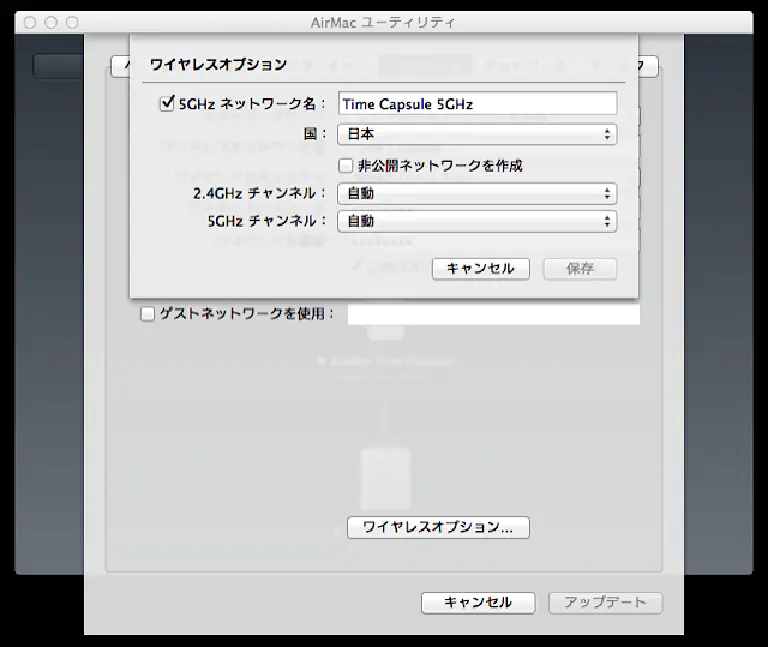 AirMac ユーティリティ
ワイヤレスオプション
5GHz ネットワーク名：
Time Capsule 5GHz
国：
日本
非公開ネットワークを作成
2.4GHz チャンネル：
自動
5GHz チャンネル：
自動
キャンセル
保存
ゲストネットワークを使用：
ワイヤレスオプション...
キャンセル
アップデート